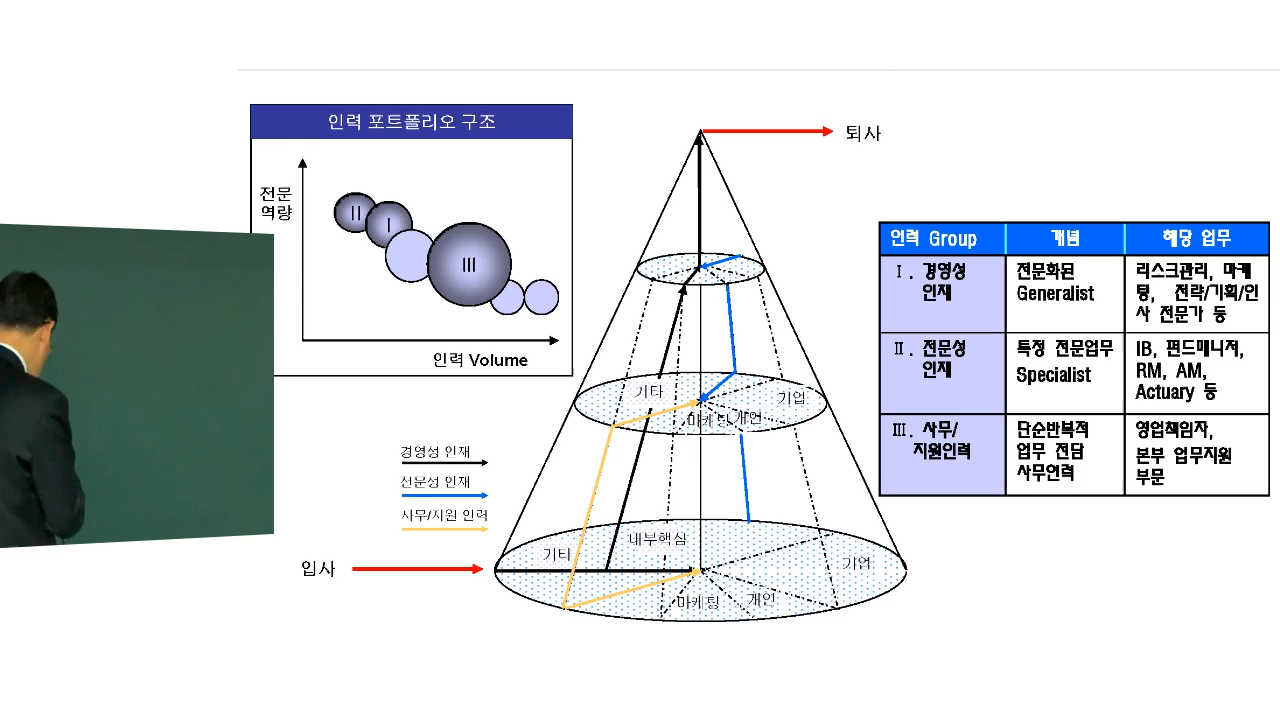 인력 포트폴리오 구조
전문
역량
II
I
III
인력 Volume
퇴사
기타
기업
마케팅
개인
경영성 인재
전문성 인재
사무/지원 인력
입사
기티
내부핵심
기업
마케팅
개인
인력 Group 개념 해당 업무
Ⅰ. 경영성
인재
전문화된
Generalist
리스크관리, 마케
팅, 전략/기획/인
사 전문가 등
Ⅱ. 전문성
인재
특정 전문업무
Specialist
IB, 펀드매니저,
RM, AM,
Actuary 등
Ⅲ. 사무/
지원인력
단순반복적
업무 전담
사무인력
영업책임자,
본부 업무지원
부문